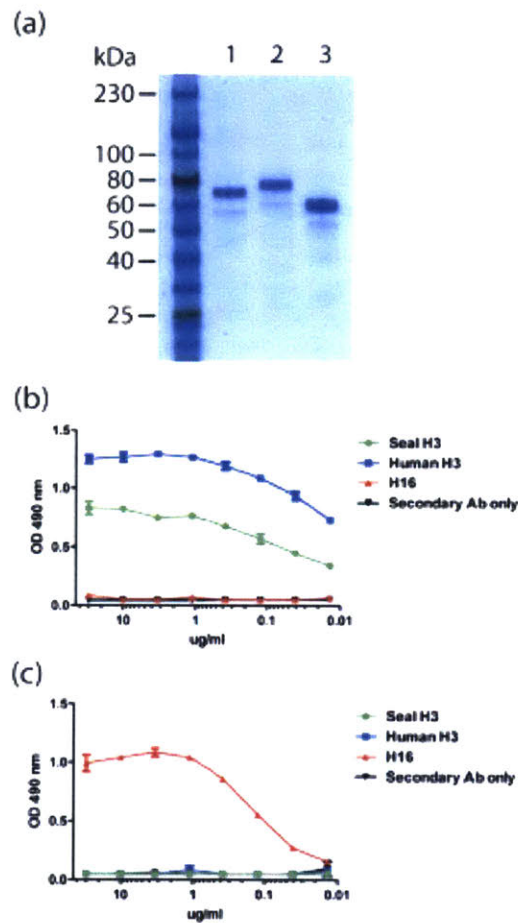 (a)
kDa 1 2 3
230
100
80
60
50
40
25
(b)
1.5
1.0
0.5
0.0
OD 490 nm
10 1 0.1 0.01
ug/ml
Seal H3
Human H3
H16
Secondary Ab only
(c)
1.5
1.0
0.5
0.0
OD 490 nm
10 1 0.1 0.01
ug/ml
Seal H3
Human H3
H16
Secondary Ab only